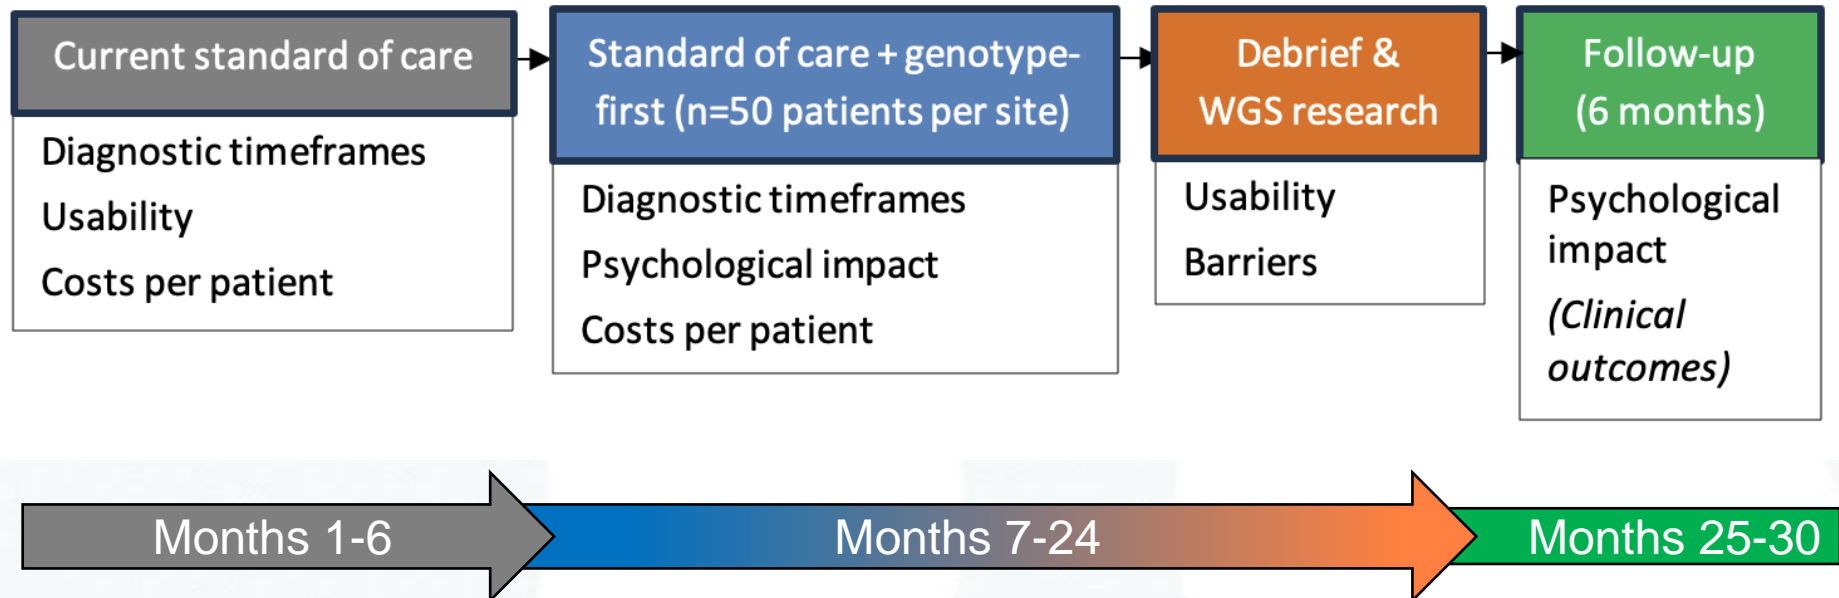 Current standard of care
Diagnostic timeframes
Usability
Costs per patient
Standard of care + genotype-
first (n=50 patients per site)
Diagnostic timeframes
Psychological impact
Costs per patient
Debrief &
WGS research
Usability
Barriers
Follow-up
(6 months)
Psychological
impact
(Clinical
outcomes)
Months 1-6
Months 7-24
Months 25-30